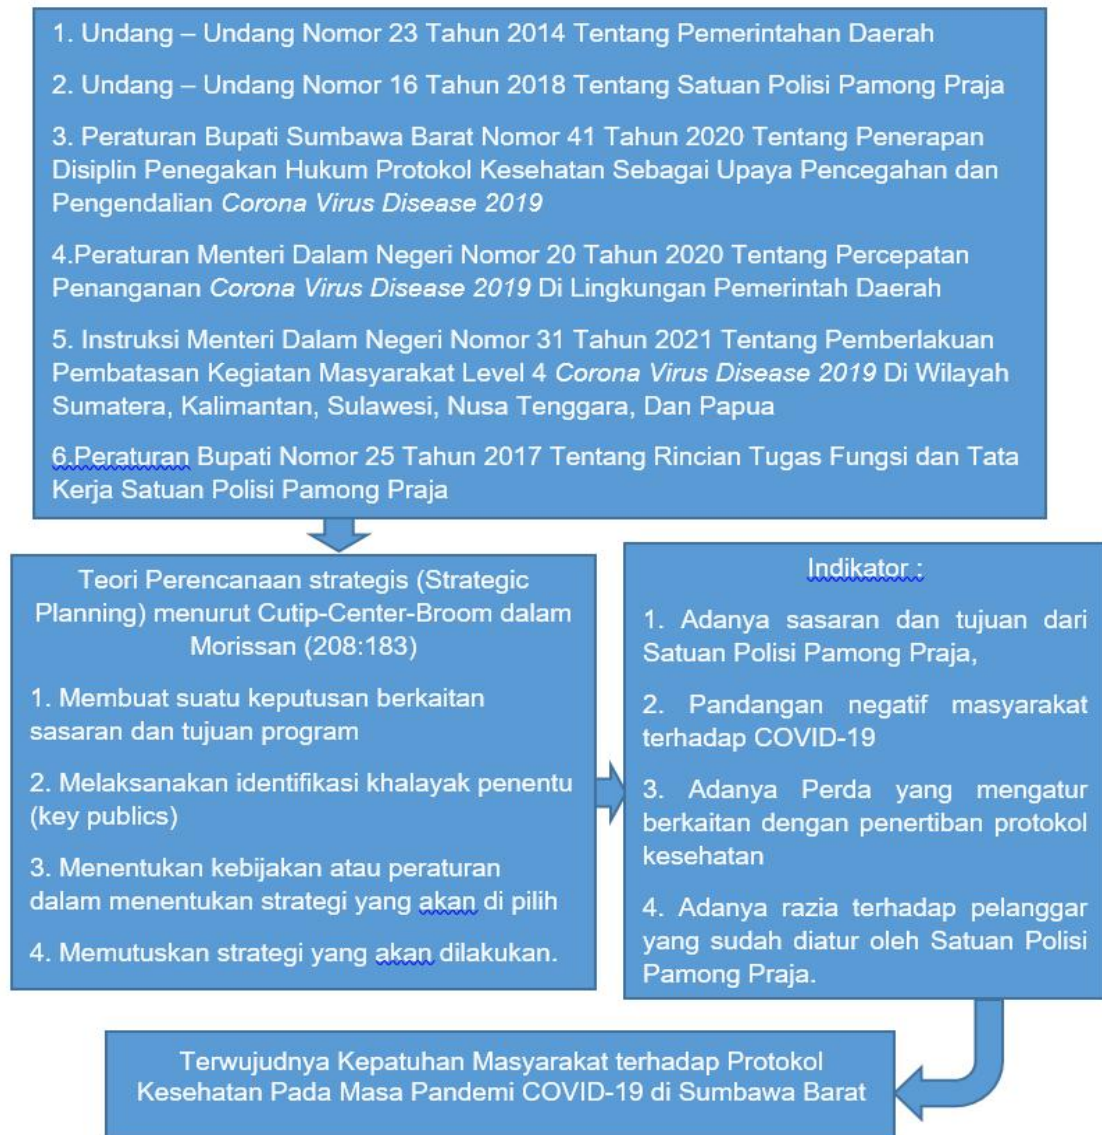 1. Undang – Undang Nomor 23 Tahun 2014 Tentang Pemerintahan Daerah
2. Undang – Undang Nomor 16 Tahun 2018 Tentang Satuan Polisi Pamong Praja
3. Peraturan Bupati Sumbawa Barat Nomor 41 Tahun 2020 Tentang Penerapan
Disiplin Penegakan Hukum Protokol Kesehatan Sebagai Upaya Pencegahan dan
Pengendalian Corona Virus Disease 2019
4.Peraturan Menteri Dalam Negeri Nomor 20 Tahun 2020 Tentang Percepatan
Penanganan Corona Virus Disease 2019 Di Lingkungan Pemerintah Daerah
5. Instruksi Menteri Dalam Negeri Nomor 31 Tahun 2021 Tentang Pemberlakuan
Pembatasan Kegiatan Masyarakat Level 4 Corona Virus Disease 2019 Di Wilayah
Sumatera, Kalimantan, Sulawesi, Nusa Tenggara, Dan Papua
6.Peraturan Bupati Nomor 25 Tahun 2017 Tentang Rincian Tugas Fungsi dan Tata
Kerja Satuan Polisi Pamong Praja
Teori Perencanaan strategis (Strategic
Planning) menurut Cutip-Center-Broom dalam
Morissan (208:183)
1. Membuat suatu keputusan berkaitan
sasaran dan tujuan program
2. Melaksanakan identifikasi khalayak penentu
(key publics)
3. Menentukan kebijakan atau peraturan
dalam menentukan strategi yang akan di pilih
4. Memutuskan strategi yang akan dilakukan.
Indikator :
1. Adanya sasaran dan tujuan dari
Satuan Polisi Pamong Praja,
2. Pandangan negatif masyarakat
terhadap COVID-19
3. Adanya Perda yang mengatur
berkaitan dengan penertiban protokol
kesehatan
4. Adanya razia terhadap pelanggar
yang sudah diatur oleh Satuan Polisi
Pamong Praja.
Terwujudnya Kepatuhan Masyarakat terhadap Protokol
Kesehatan Pada Masa Pandemi COVID-19 di Sumbawa Barat